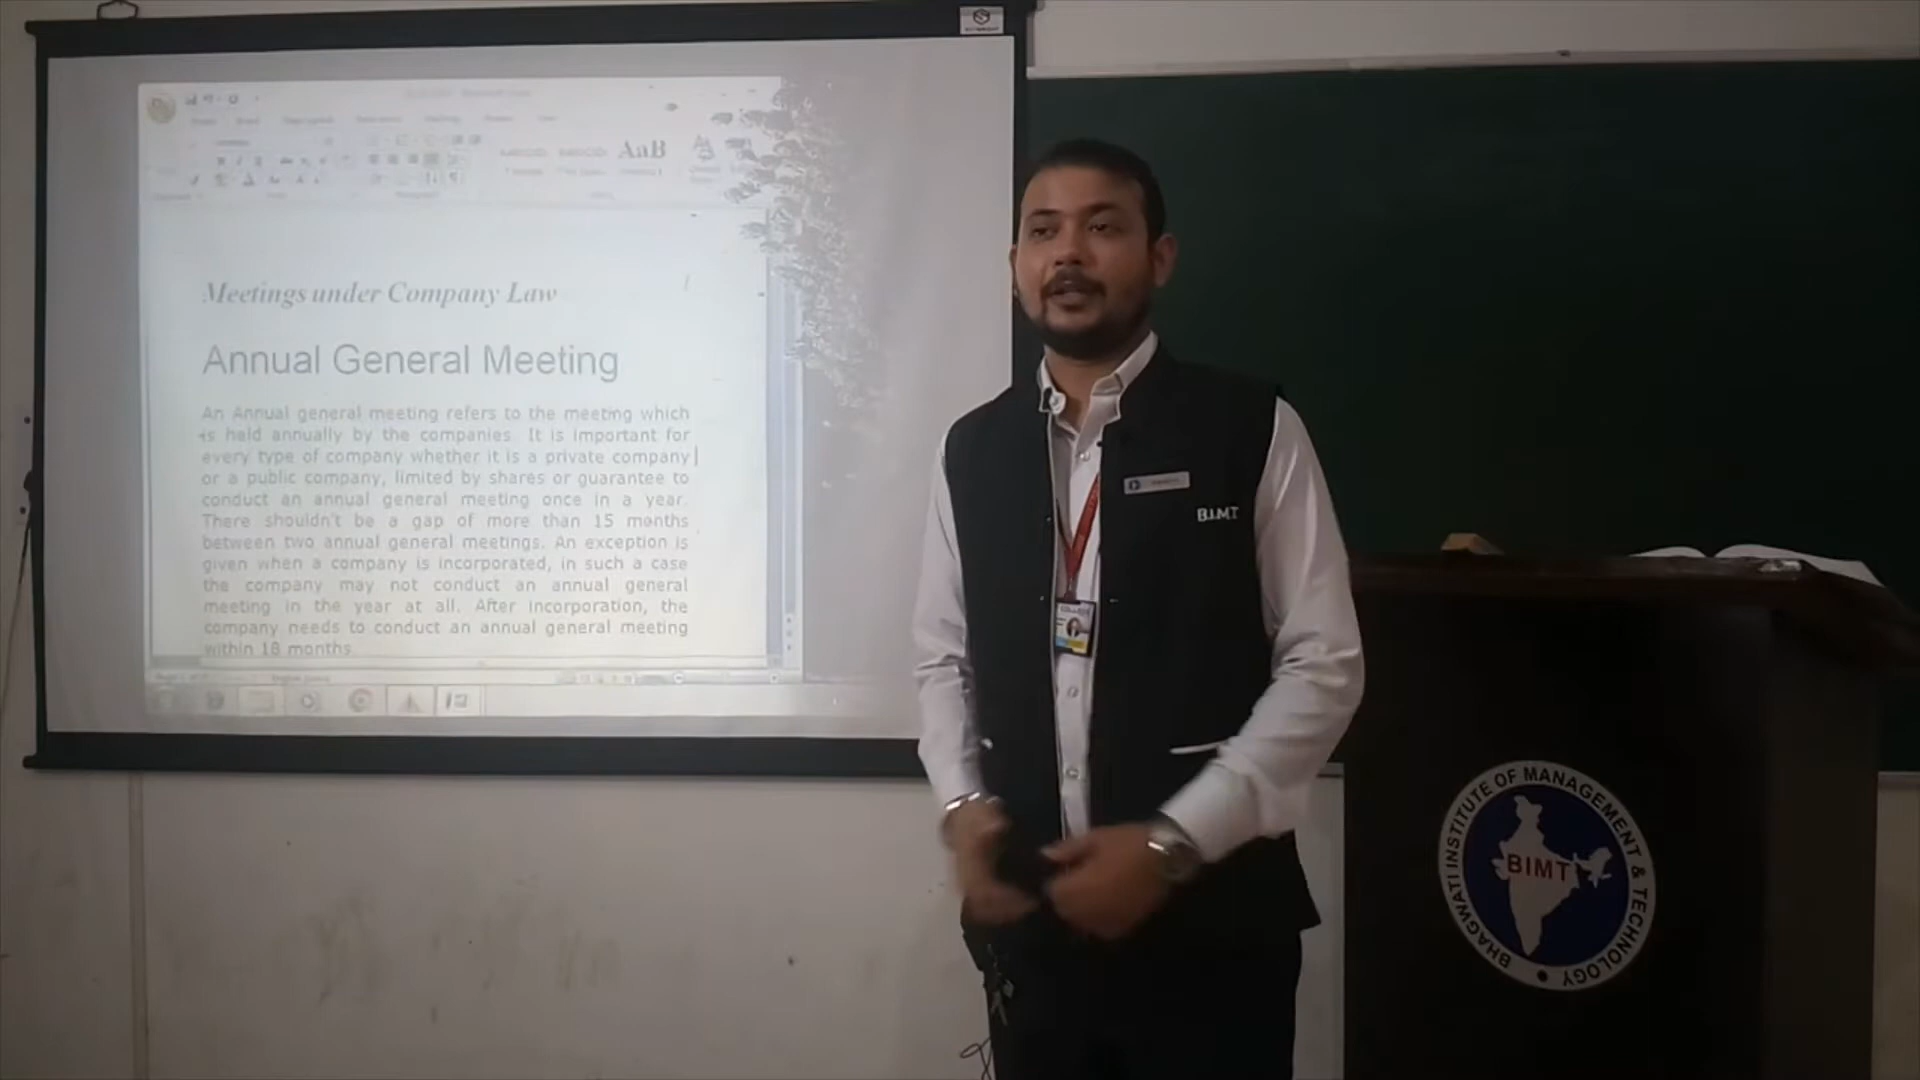 AaB
Meetings under Company Law
Annual General Meeting
An Annual general meeting refers to the meeting which
is held annually by the companies. It is important for
every type of company whether it is a private company
or a public company, limited by shares or guarantee to
conduct an annual general meeting once in a year.
There shouldn't be a gap of more than 15 months
between two annual general meetings. An exception is
given when a company is incorporated, in such a case
the company may not conduct an annual general
meeting in the year at all. After incorporation, the
company needs to conduct an annual general meeting
within 18 months.
B.I.M.T
BHAGWATI INSTITUTE OF MANAGEMENT & TECHNOLOGY
BIMT